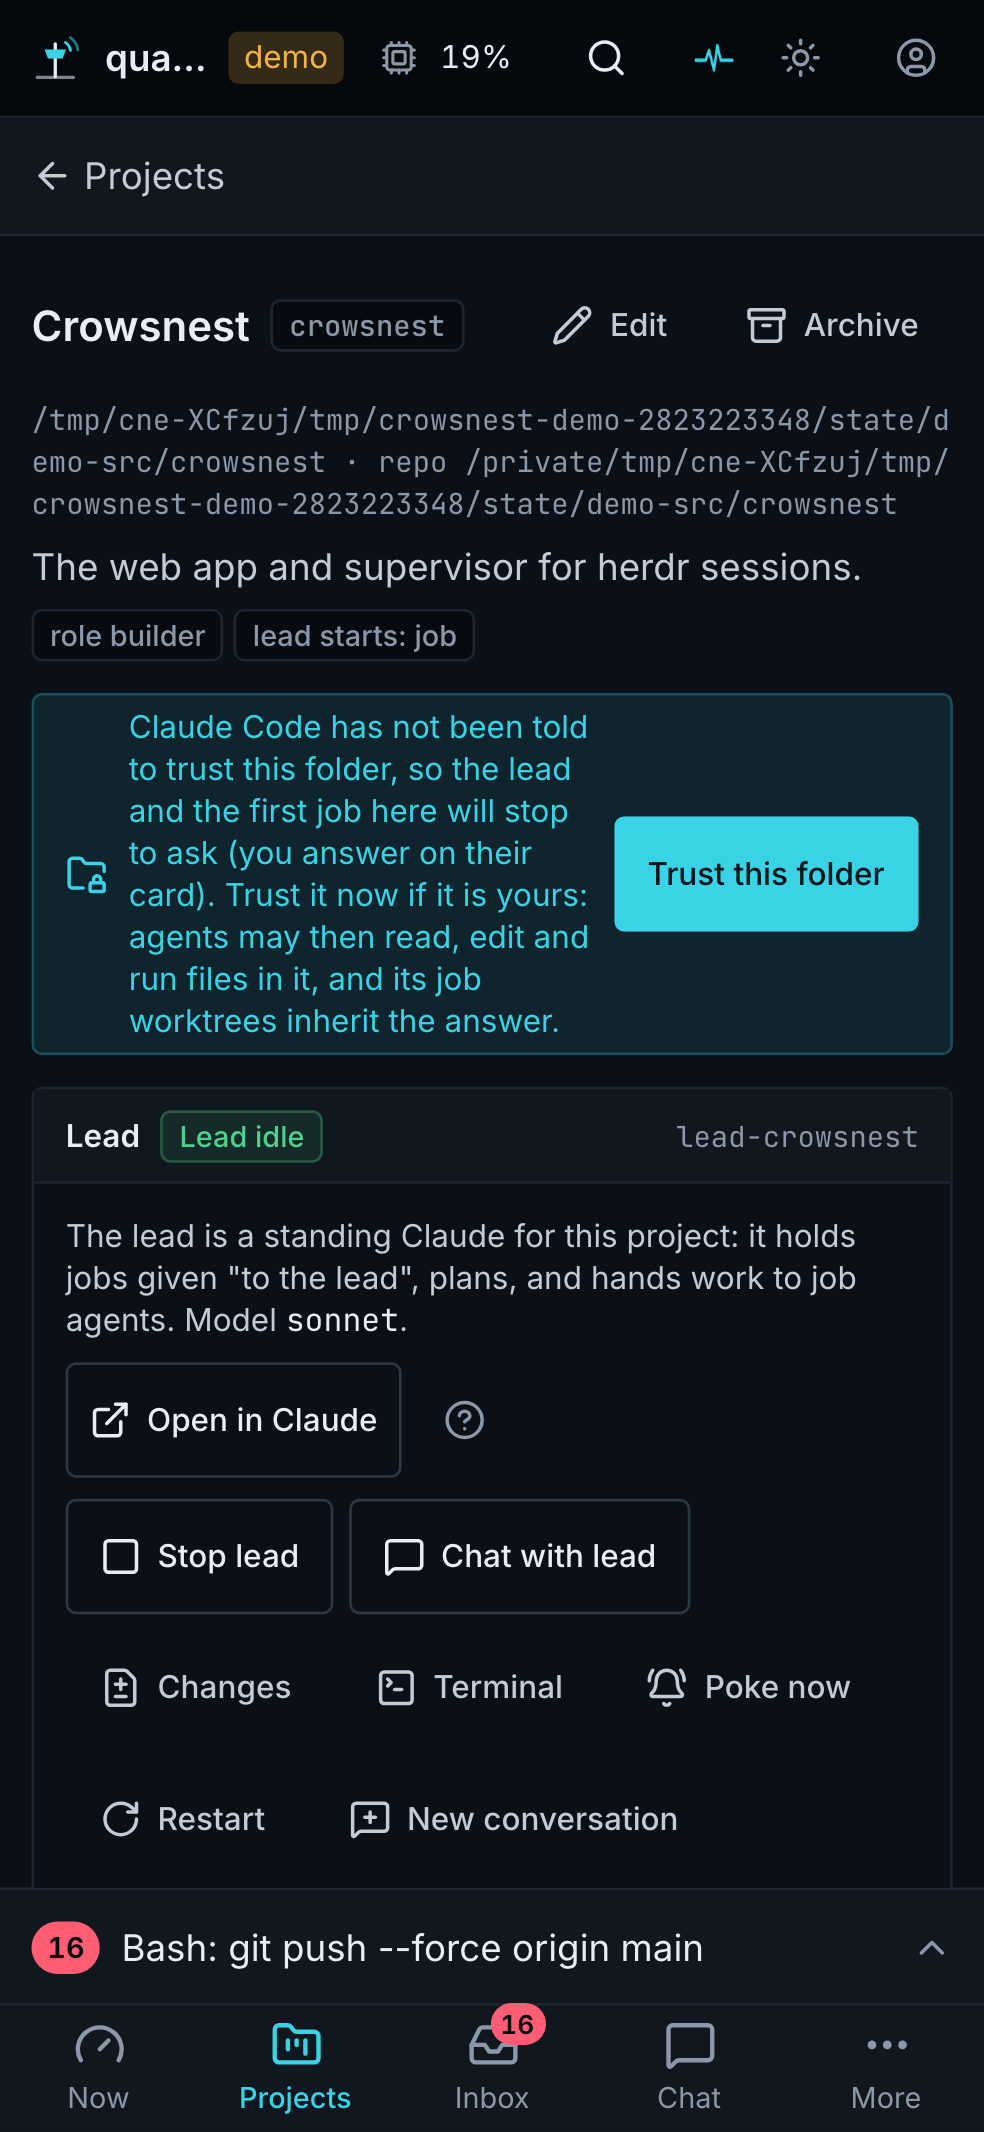 qua... demo 19%
Projects
Crowsnest crowsnest Edit Archive
/tmp/cne-XCfzuj/tmp/crowsnest-demo-2823223348/state/d
emo-src/crowsnest · repo /private/tmp/cne-XCfzuj/tmp/
crowsnest-demo-2823223348/state/demo-src/crowsnest
The web app and supervisor for herdr sessions.
role builder lead starts: job
Claude Code has not been told
to trust this folder, so the lead
and the first job here will stop
to ask (you answer on their
card). Trust it now if it is yours:
agents may then read, edit and
run files in it, and its job
worktrees inherit the answer.
Trust this folder
Lead Lead idle lead-crowsnest
The lead is a standing Claude for this project: it holds
jobs given "to the lead", plans, and hands work to job
agents. Model sonnet.
Open in Claude
Stop lead Chat with lead
Changes Terminal Poke now
Restart New conversation
16 Bash: git push --force origin main
16
Now Projects Inbox Chat More